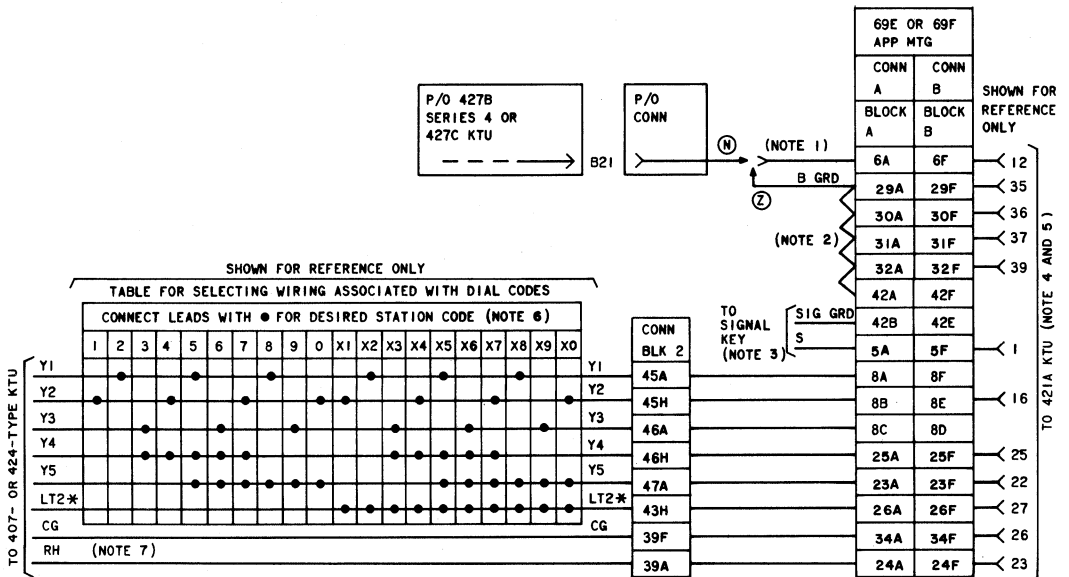 69E OR 69F
APP MTG
CONN A
CONN B
BLOCK A
BLOCK B
SHOWN FOR
REFERENCE
ONLY
P/O 427B
SERIES 4 OR
427C KTU
B21
P/O
CONN
N
(NOTE 1)
6A 6F 12
B GRD
Z
29A 29F 35
30A 30F 36
(NOTE 2)
31A 31F 37
32A 32F 39
42A 42F
TO
SIGNAL
KEY
(NOTE 3)
SIG GRD
42B 42E
S
5A 5F 1
SHOWN FOR REFERENCE ONLY
TABLE FOR SELECTING WIRING ASSOCIATED WITH DIAL CODES
CONNECT LEADS WITH ● FOR DESIRED STATION CODE (NOTE 6)
1 2 3 4 5 6 7 8 9 0 X1 X2 X3 X4 X5 X6 X7 X8 X9 X0
CONN
BLK 2
Y1 Y1 45A 8A 8F
Y2 Y2 45H 8B 8E 16
Y3 Y3 46A 8C 8D
Y4 Y4 46H 25A 25F 25
Y5 Y5 47A 23A 23F 22
LT2* LT2* 43H 26A 26F 27
CG CG 39F 34A 34F 26
RH (NOTE 7) 39A 24A 24F 23
TO 407- OR 424-TYPE KTU
TO 421A KTU (NOTE 4 AND 5)